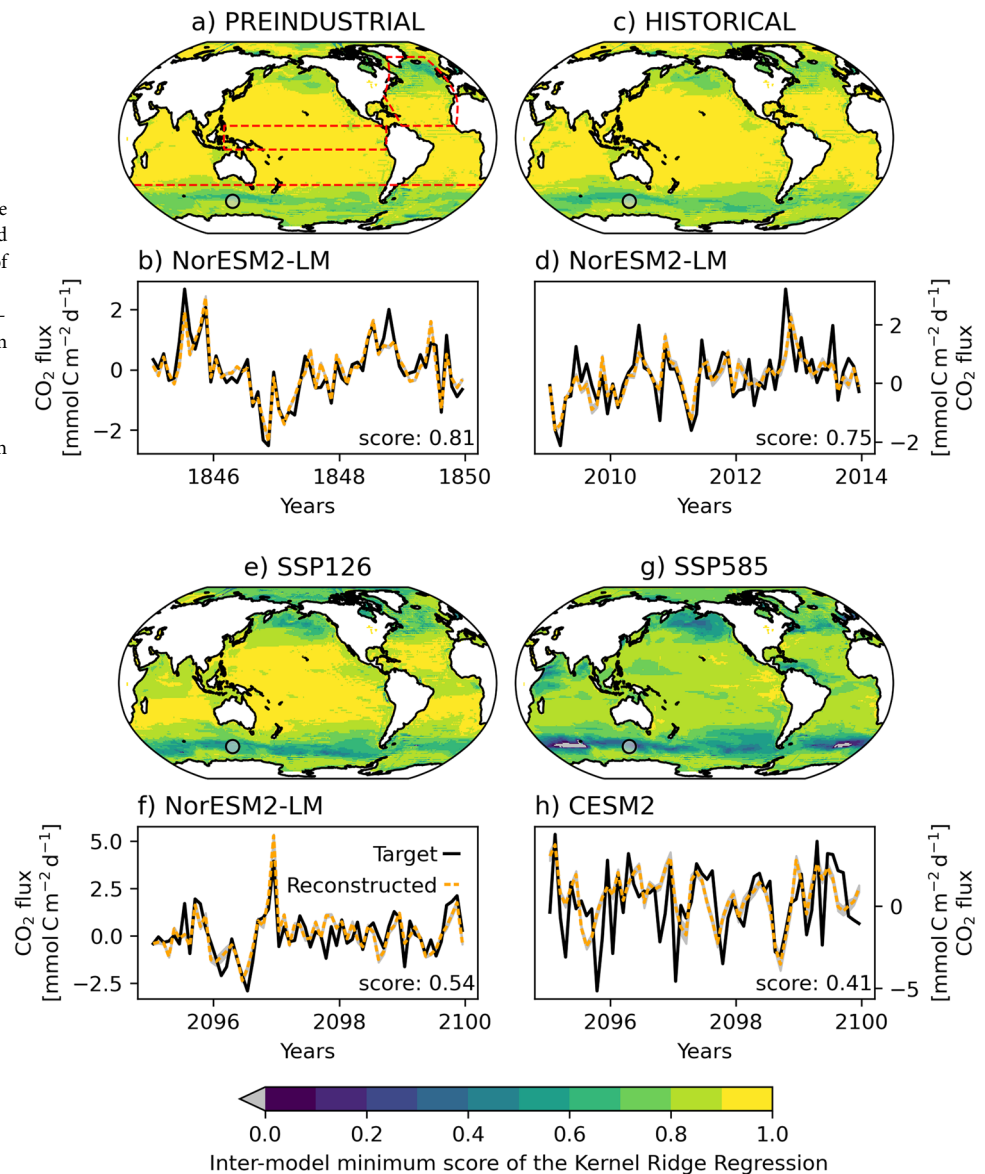 a) PREINDUSTRIAL
c) HISTORICAL
e
d
of
–
n
n
b) NorESM2-LM
d) NorESM2-LM
CO₂ flux
[mmol C m⁻² d⁻¹]
2
0
−2
score: 0.81
1846
1848
1850
Years
score: 0.75
2
0
−2
2010
2012
2014
Years
[mmol C m⁻² d⁻¹]
CO₂ flux
e) SSP126
g) SSP585
f) NorESM2-LM
h) CESM2
CO₂ flux
[mmol C m⁻² d⁻¹]
5.0
2.5
0.0
−2.5
Target
Reconstructed
score: 0.54
2096
2098
2100
Years
score: 0.41
0
−5
2096
2098
2100
Years
[mmol C m⁻² d⁻¹]
CO₂ flux
0.0
0.2
0.4
0.6
0.8
1.0
Inter-model minimum score of the Kernel Ridge Regression